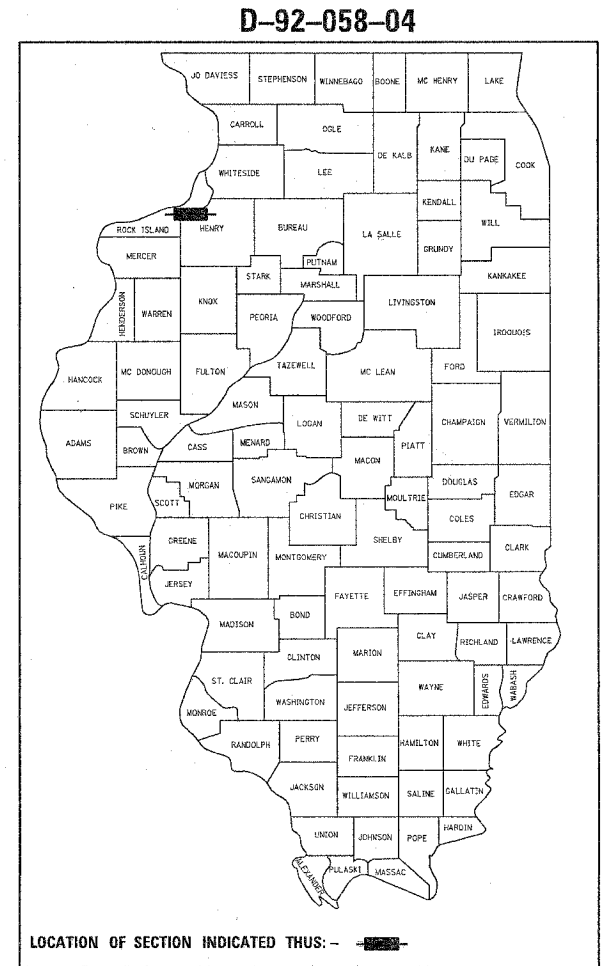 D-92-058-04
JO DAVIESS STEPHENSON WINNEBAGO BOONE MC HENRY LAKE
CARROLL OGLE DE KALB KANE DU PAGE COOK
WHITESIDE LEE
KENDALL WILL
ROCK ISLAND HENRY BUREAU LA SALLE GRUNDY
MERCER PUTNAM
STARK MARSHALL KANKAKEE
HENDERSON WARREN KNOX PEORIA WOODFORD LIVINGSTON IROQUOIS
HANCOCK MC DONOUGH FULTON TAZEWELL MC LEAN FORD
MASON
SCHUYLER LOGAN DE WITT CHAMPAIGN VERMILION
ADAMS BROWN CASS MENARD PIATT
MACON
MORGAN SANGAMON DOUGLAS
PIKE SCOTT MOULTRIE EDGAR
CHRISTIAN COLES
GREENE SHELBY
CALHOUN MACOUPIN MONTGOMERY CUMBERLAND CLARK
JERSEY
FAYETTE EFFINGHAM JASPER CRAWFORD
MADISON BOND
CLAY RICHLAND LAWRENCE
CLINTON MARION
ST. CLAIR WAYNE EDWARDS WABASH
WASHINGTON JEFFERSON
MONROE
RANDOLPH PERRY HAMILTON WHITE
FRANKLIN
JACKSON WILLIAMSON SALINE GALLATIN
UNION JOHNSON POPE HARDIN
ALEXANDER PULASKI MASSAC
LOCATION OF SECTION INDICATED THUS: -